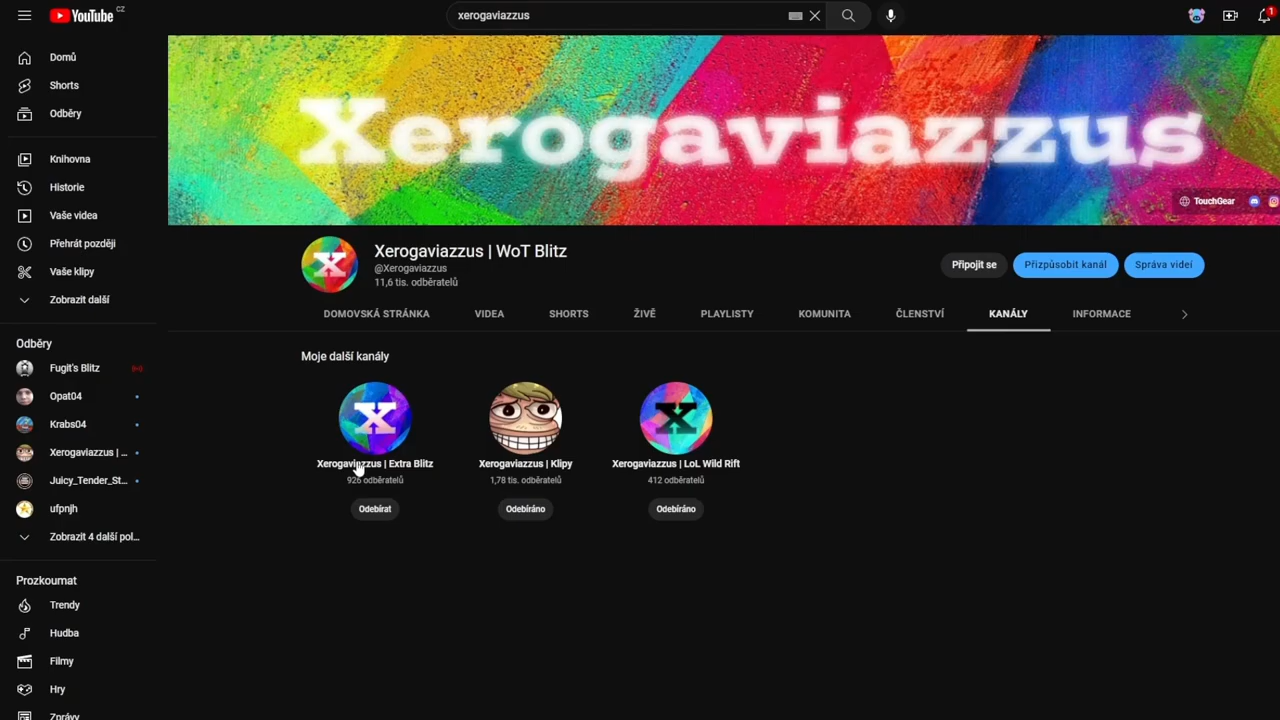 YouTube CZ
xerogaviazzus
1
Domů
Shorts
Odběry
Knihovna
Historie
Vaše videa
Přehrát později
Vaše klipy
Zobrazit další
Odběry
Fugit's Blitz
Opat04
Krabs04
Xerogaviazzus | ...
Juicy_Tender_St...
ufpnjh
Zobrazit 4 další pol...
Prozkoumat
Trendy
Hudba
Filmy
Hry
Zprávy
Xerogaviazzus
TouchGear
X
Xerogaviazzus | WoT Blitz
@Xerogaviazzus
11,6 tis. odběratelů
Připojit se
Přizpůsobit kanál
Správa videí
DOMOVSKÁ STRÁNKA VIDEA SHORTS ŽIVĚ PLAYLISTY KOMUNITA ČLENSTVÍ KANÁLY INFORMACE
Moje další kanály
X
Xerogaviazzus | Extra Blitz
926 odběratelů
Odebírat
Xerogaviazzus | Klipy
1,78 tis. odběratelů
Odebíráno
X
Xerogaviazzus | LoL Wild Rift
412 odběratelů
Odebíráno